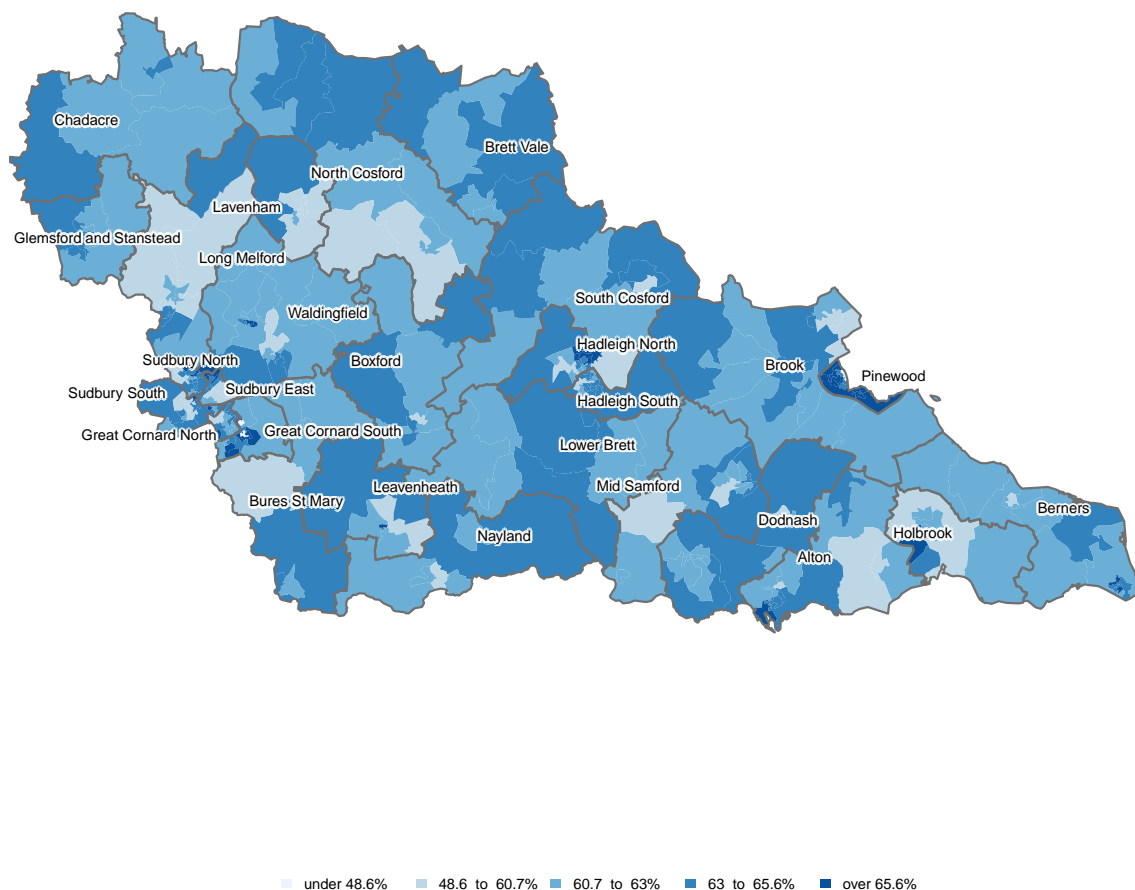 Chadacre
Brett Vale
North Cosford
Lavenham
Glemsford and Stanstead
Long Melford
South Cosford
Waldingfield
Hadleigh North
Sudbury North
Boxford
Brook
Pinewood
Sudbury South
Sudbury East
Hadleigh South
Great Cornard North
Great Cornard South
Lower Brett
Leavenheath
Mid Samford
Bures St Mary
Berners
Dodnash
Nayland
Holbrook
Alton
under 48.6% 48.6 to 60.7% 60.7 to 63% 63 to 65.6% over 65.6%